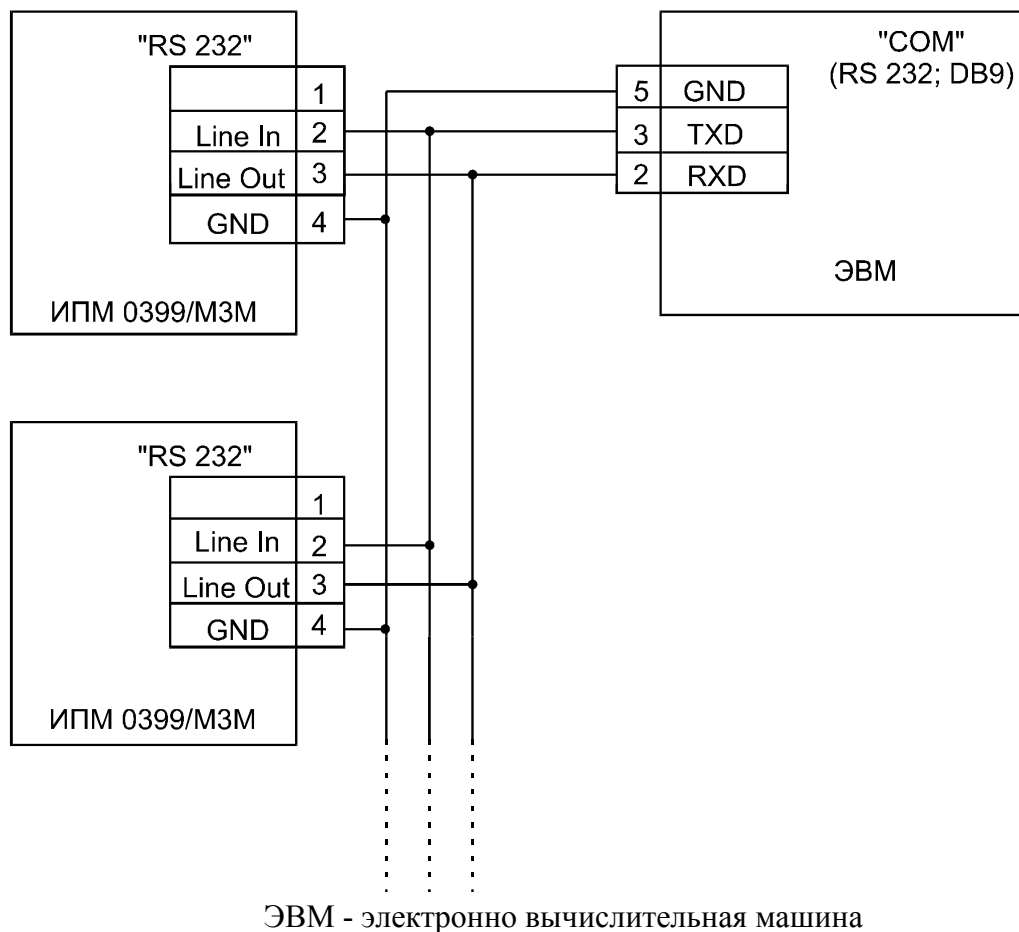 "RS 232"
1
Line In 2
Line Out 3
GND 4
ИПМ 0399/М3М
"COM"
(RS 232; DB9)
5 GND
3 TXD
2 RXD
ЭВМ
"RS 232"
1
Line In 2
Line Out 3
GND 4
ИПМ 0399/М3М
ЭВМ - электронно вычислительная машина